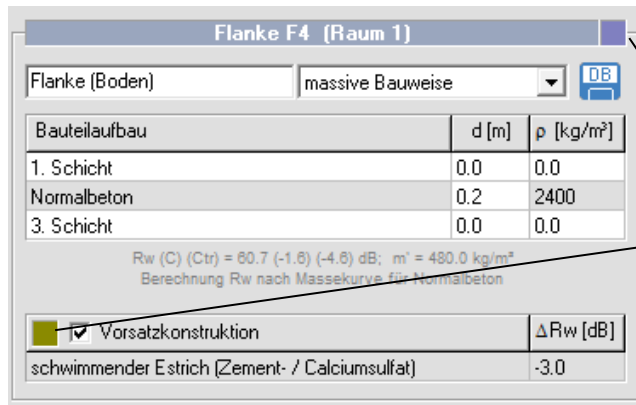 Flanke F4 (Raum 1)
Flanke (Boden) massive Bauweise DB
Bauteilaufbau d [m] ρ [kg/m³]
1. Schicht 0.0 0.0
Normalbeton 0.2 2400
3. Schicht 0.0 0.0
Rw (C) (Ctr) = 60.7 (-1.6) (-4.6) dB; m' = 480.0 kg/m²
Berechnung Rw nach Massekurve für Normalbeton
Vorsatzkonstruktion ΔRw [dB]
schwimmender Estrich (Zement- / Calciumsulfat) -3.0